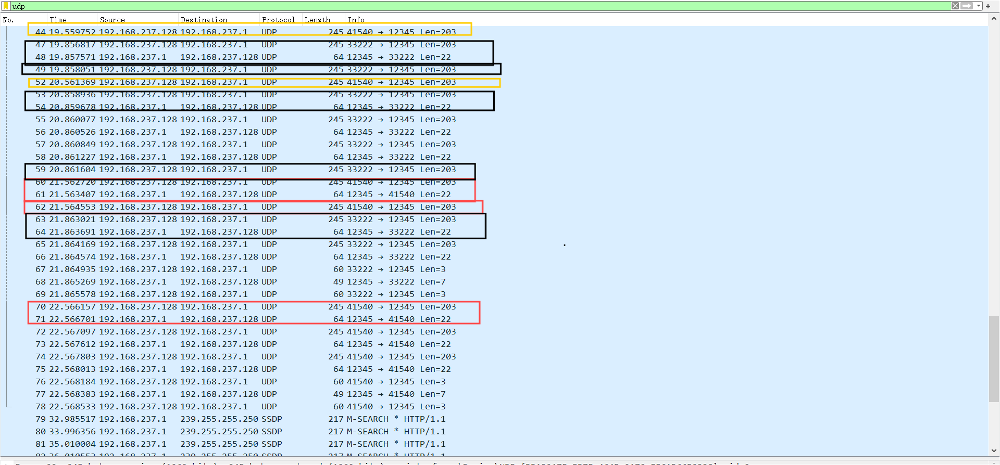 udp
No. Time Source Destination Protocol Length Info
44 19.559752 192.168.237.128 192.168.237.1 UDP 245 41540 → 12345 Len=203
47 19.856817 192.168.237.128 192.168.237.1 UDP 245 33222 → 12345 Len=203
48 19.857571 192.168.237.1 192.168.237.128 UDP 64 12345 → 33222 Len=22
49 19.858051 192.168.237.128 192.168.237.1 UDP 245 33222 → 12345 Len=203
52 20.561369 192.168.237.128 192.168.237.1 UDP 245 41540 → 12345 Len=203
53 20.858936 192.168.237.128 192.168.237.1 UDP 245 33222 → 12345 Len=203
54 20.859678 192.168.237.1 192.168.237.128 UDP 64 12345 → 33222 Len=22
55 20.860077 192.168.237.128 192.168.237.1 UDP 245 33222 → 12345 Len=203
56 20.860526 192.168.237.1 192.168.237.128 UDP 64 12345 → 33222 Len=22
57 20.860849 192.168.237.128 192.168.237.1 UDP 245 33222 → 12345 Len=203
58 20.861227 192.168.237.1 192.168.237.128 UDP 64 12345 → 33222 Len=22
59 20.861604 192.168.237.128 192.168.237.1 UDP 245 33222 → 12345 Len=203
60 21.562720 192.168.237.128 192.168.237.1 UDP 245 41540 → 12345 Len=203
61 21.563407 192.168.237.1 192.168.237.128 UDP 64 12345 → 41540 Len=22
62 21.564553 192.168.237.128 192.168.237.1 UDP 245 41540 → 12345 Len=203
63 21.863021 192.168.237.128 192.168.237.1 UDP 245 33222 → 12345 Len=203
64 21.863691 192.168.237.1 192.168.237.128 UDP 64 12345 → 33222 Len=22
65 21.864169 192.168.237.128 192.168.237.1 UDP 245 33222 → 12345 Len=203
66 21.864574 192.168.237.1 192.168.237.128 UDP 64 12345 → 33222 Len=22
67 21.864935 192.168.237.128 192.168.237.1 UDP 60 33222 → 12345 Len=3
68 21.865269 192.168.237.1 192.168.237.128 UDP 49 12345 → 33222 Len=7
69 21.865578 192.168.237.128 192.168.237.1 UDP 60 33222 → 12345 Len=3
70 22.566157 192.168.237.128 192.168.237.1 UDP 245 41540 → 12345 Len=203
71 22.566701 192.168.237.1 192.168.237.128 UDP 64 12345 → 41540 Len=22
72 22.567097 192.168.237.128 192.168.237.1 UDP 245 41540 → 12345 Len=203
73 22.567612 192.168.237.1 192.168.237.128 UDP 64 12345 → 41540 Len=22
74 22.567803 192.168.237.128 192.168.237.1 UDP 245 41540 → 12345 Len=203
75 22.568013 192.168.237.1 192.168.237.128 UDP 64 12345 → 41540 Len=22
76 22.568184 192.168.237.128 192.168.237.1 UDP 60 41540 → 12345 Len=3
77 22.568383 192.168.237.1 192.168.237.128 UDP 49 12345 → 41540 Len=7
78 22.568533 192.168.237.128 192.168.237.1 UDP 60 41540 → 12345 Len=3
79 32.985517 192.168.237.1 239.255.255.250 SSDP 217 M-SEARCH * HTTP/1.1
80 33.996356 192.168.237.1 239.255.255.250 SSDP 217 M-SEARCH * HTTP/1.1
81 35.010004 192.168.237.1 239.255.255.250 SSDP 217 M-SEARCH * HTTP/1.1
82 36.010553 192.168.237.1 239.255.255.250 SSDP 217 M-SEARCH * HTTP/1.1